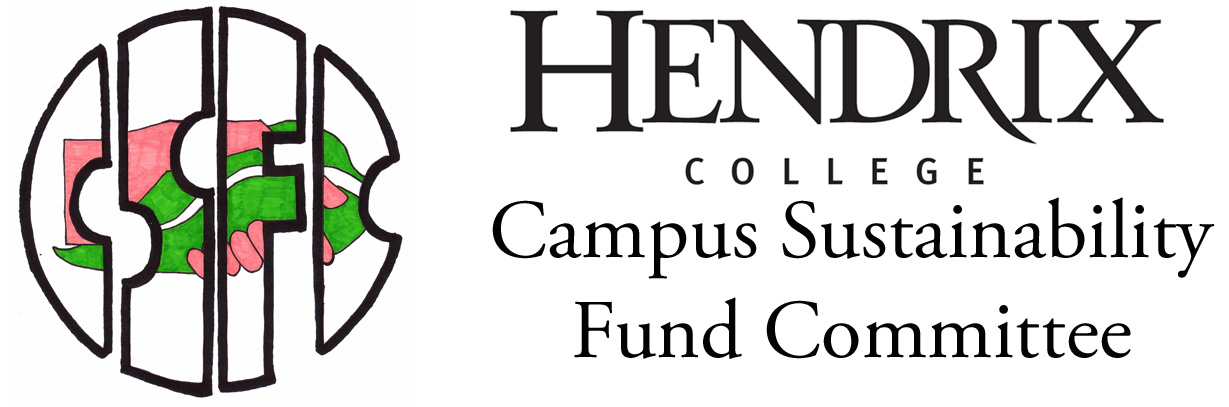 CSFC
HENDRIX
COLLEGE
Campus Sustainability
Fund Committee